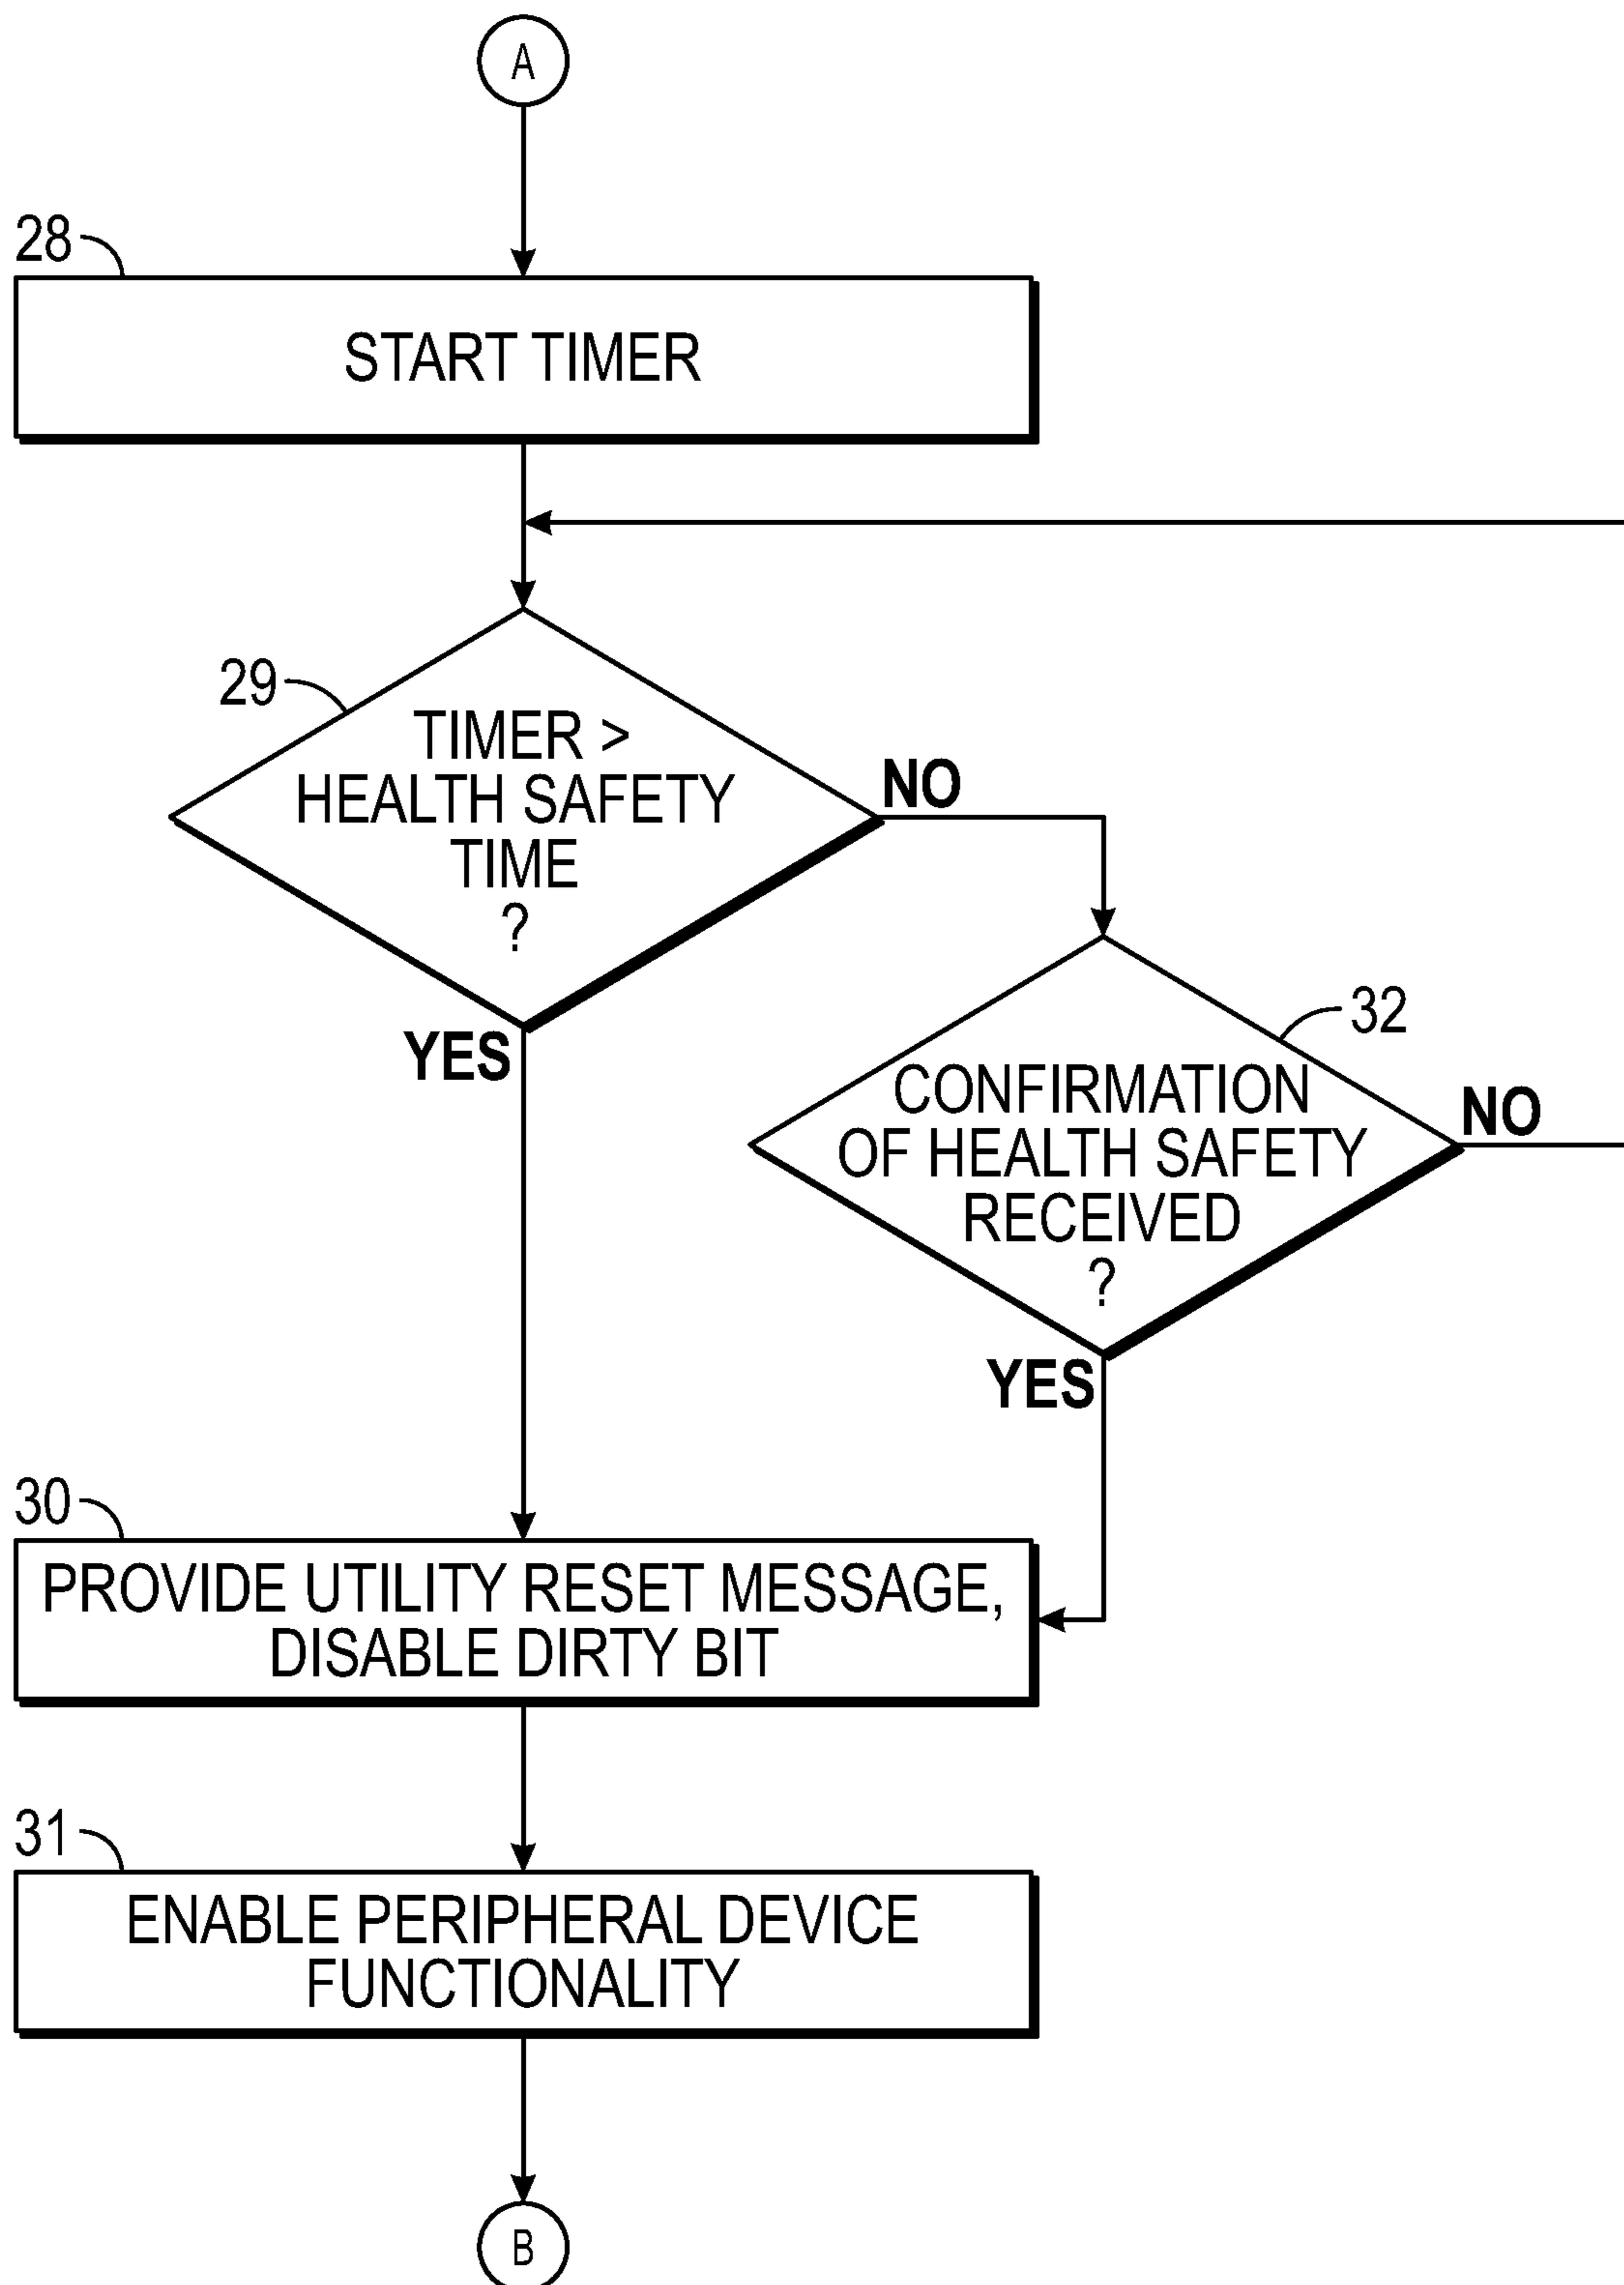 A
28
START TIMER
29
TIMER >
HEALTH SAFETY
TIME
?
NO
YES
32
CONFIRMATION
OF HEALTH SAFETY
RECEIVED
?
NO
YES
30
PROVIDE UTILITY RESET MESSAGE,
DISABLE DIRTY BIT
31
ENABLE PERIPHERAL DEVICE
FUNCTIONALITY
B